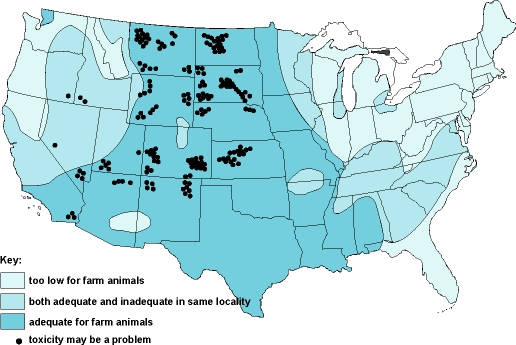 Key:
too low for farm animals
both adequate and inadequate in same locality
adequate for farm animals
toxicity may be a problem